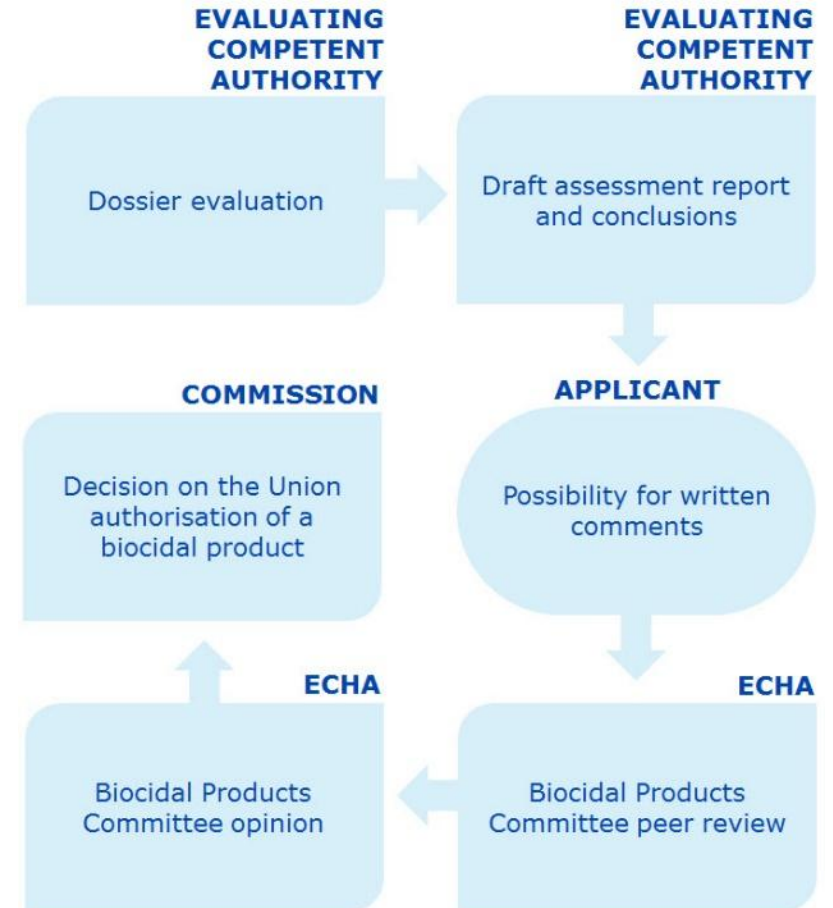 EVALUATING
COMPETENT
AUTHORITY
Dossier evaluation
EVALUATING
COMPETENT
AUTHORITY
Draft assessment report
and conclusions
APPLICANT
Possibility for written
comments
ECHA
Biocidal Products
Committee peer review
ECHA
Biocidal Products
Committee opinion
COMMISSION
Decision on the Union
authorisation of a
biocidal product